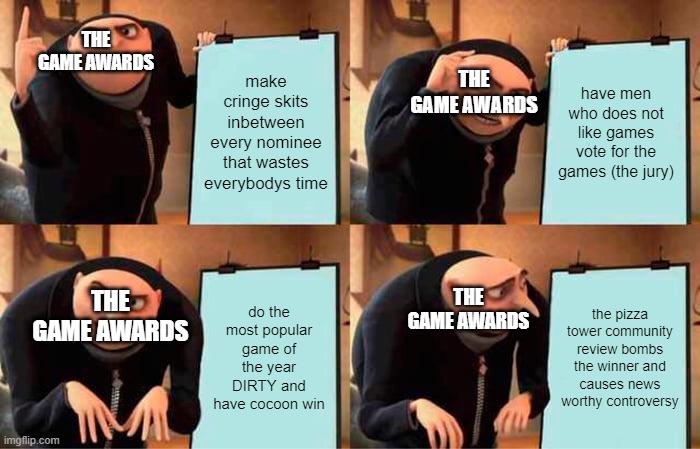 THE
GAME AWARDS
make
cringe skits
inbetween
every nominee
that wastes
everybodys time
THE
GAME AWARDS
have men
who does not
like games
vote for the
games (the jury)
THE
GAME AWARDS
do the
most popular
game of
the year
DIRTY and
have cocoon win
THE
GAME AWARDS
the pizza
tower community
review bombs
the winner and
causes news
worthy controversy
imgflip.com